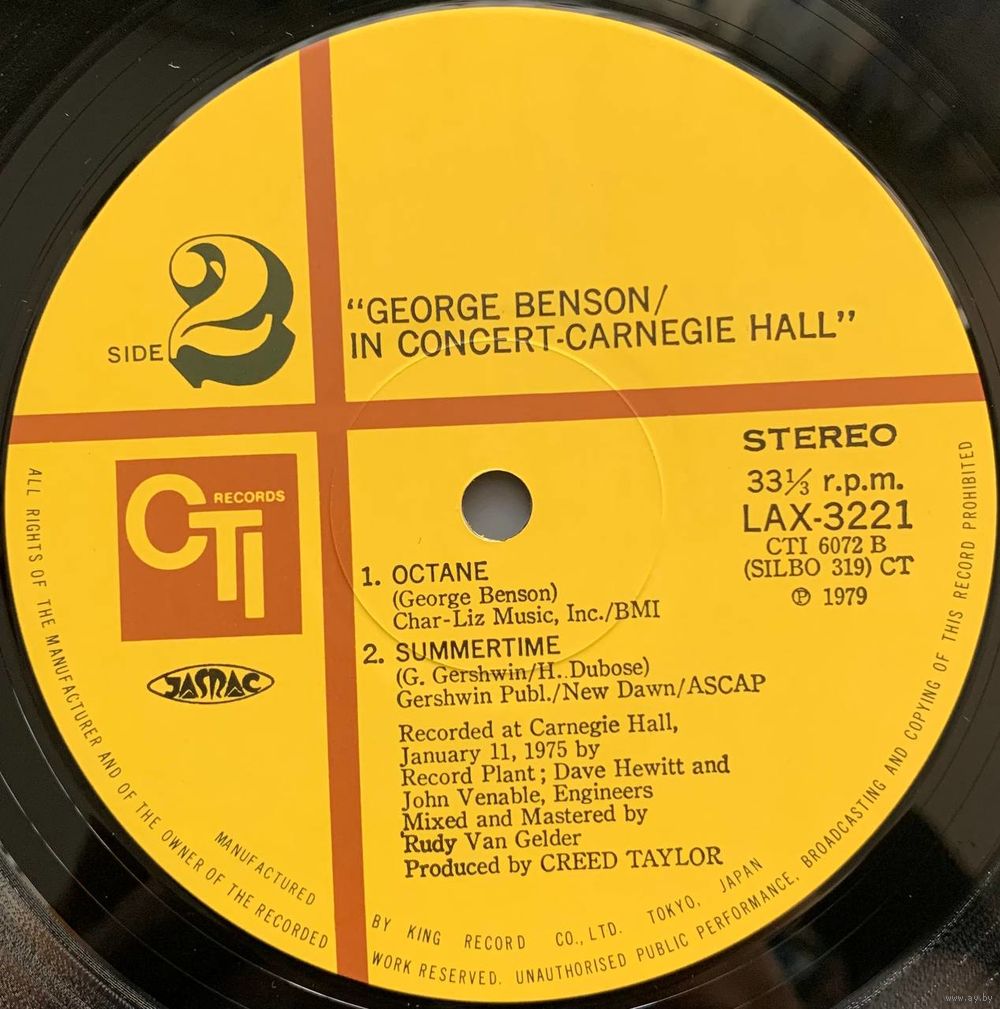 SIDE 2
"GEORGE BENSON/
IN CONCERT-CARNEGIE HALL"
CTI RECORDS
JASRAC
STEREO
33⅓ r.p.m.
LAX-3221
CTI 6072 B
(SILBO 319) CT
Ⓟ 1979
1. OCTANE
(George Benson)
Char-Liz Music, Inc./BMI
2. SUMMERTIME
(G. Gershwin/H. Dubose)
Gershwin Publ./New Dawn/ASCAP
Recorded at Carnegie Hall,
January 11, 1975 by
Record Plant; Dave Hewitt and
John Venable, Engineers
Mixed and Mastered by
Rudy Van Gelder
Produced by CREED TAYLOR
MANUFACTURED BY KING RECORD CO., LTD. TOKYO, JAPAN
ALL RIGHTS OF THE MANUFACTURER AND OF THE OWNER OF THE RECORDED WORK RESERVED. UNAUTHORISED PUBLIC PERFORMANCE, BROADCASTING AND COPYING OF THIS RECORD PROHIBITED
www.ay.by